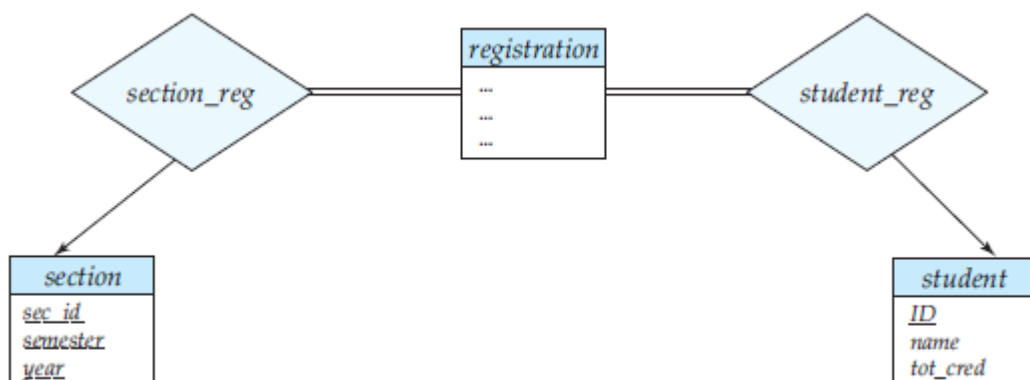 registration
section_reg
student_reg
...
...
...
section
sec_id
semester
year
student
ID
name
tot_cred